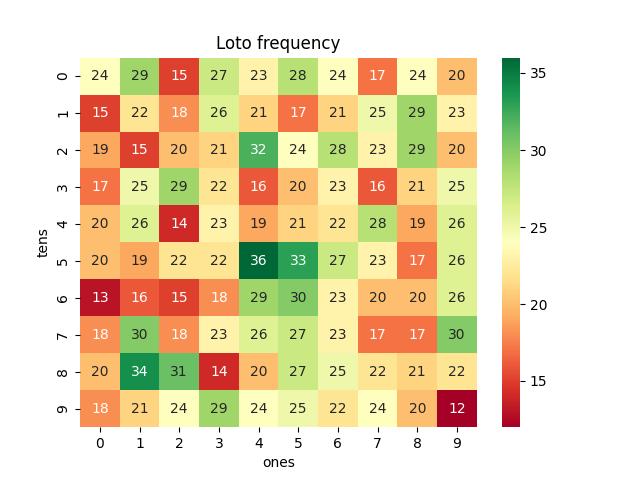 Loto frequency
0 24 29 15 27 23 28 24 17 24 20
1 15 22 18 26 21 17 21 25 29 23
2 19 15 20 21 32 24 28 23 29 20
3 17 25 29 22 16 20 23 16 21 25
4 20 26 14 23 19 21 22 28 19 26
5 20 19 22 22 36 33 27 23 17 26
6 13 16 15 18 29 30 23 20 20 26
7 18 30 18 23 26 27 23 17 17 30
8 20 34 31 14 20 27 25 22 21 22
9 18 21 24 29 24 25 22 24 20 12
0 1 2 3 4 5 6 7 8 9
ones
tens
35
30
25
20
15